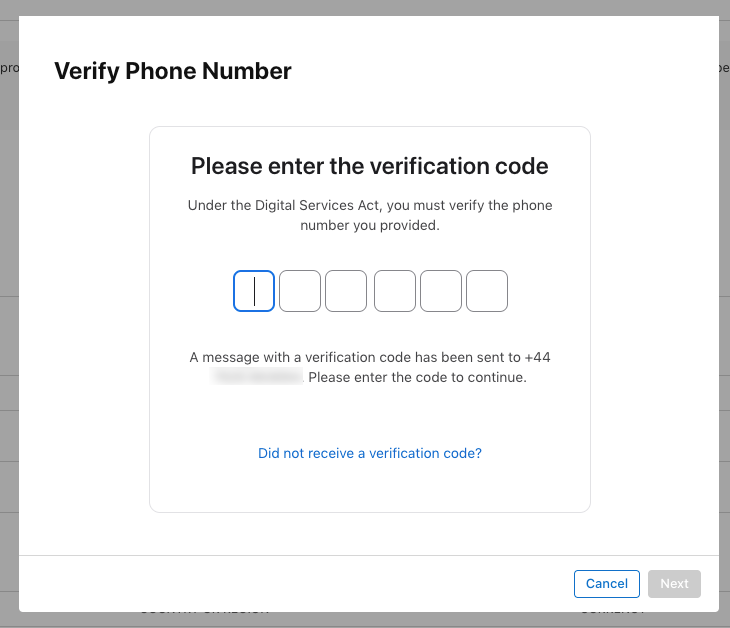 Verify Phone Number
pro
Please enter the verification code
Under the Digital Services Act, you must verify the phone
number you provided.
A message with a verification code has been sent to +44
. Please enter the code to continue.
Did not receive a verification code?
Cancel
Next